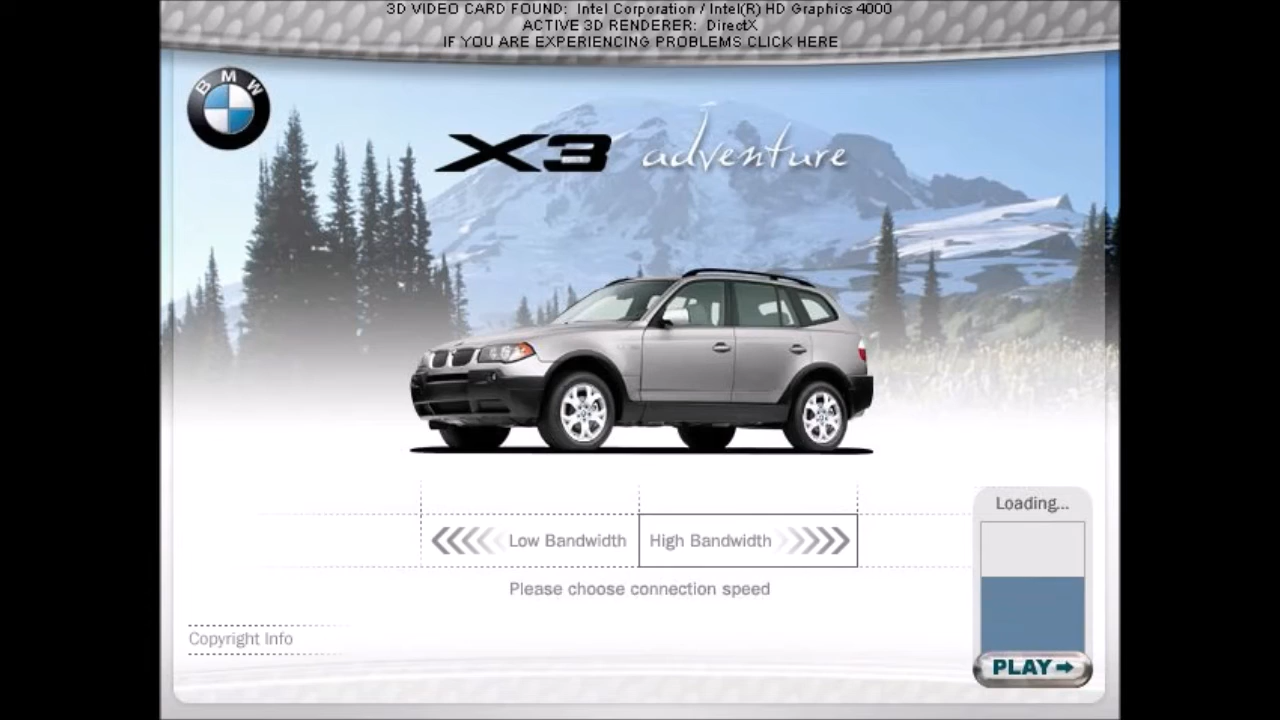 3D VIDEO CARD FOUND: Intel Corporation / Intel(R) HD Graphics 4000
ACTIVE 3D RENDERER: DirectX
IF YOU ARE EXPERIENCING PROBLEMS CLICK HERE
BMW
X3 adventure
Loading...
Low Bandwidth
High Bandwidth
Please choose connection speed
Copyright Info
PLAY